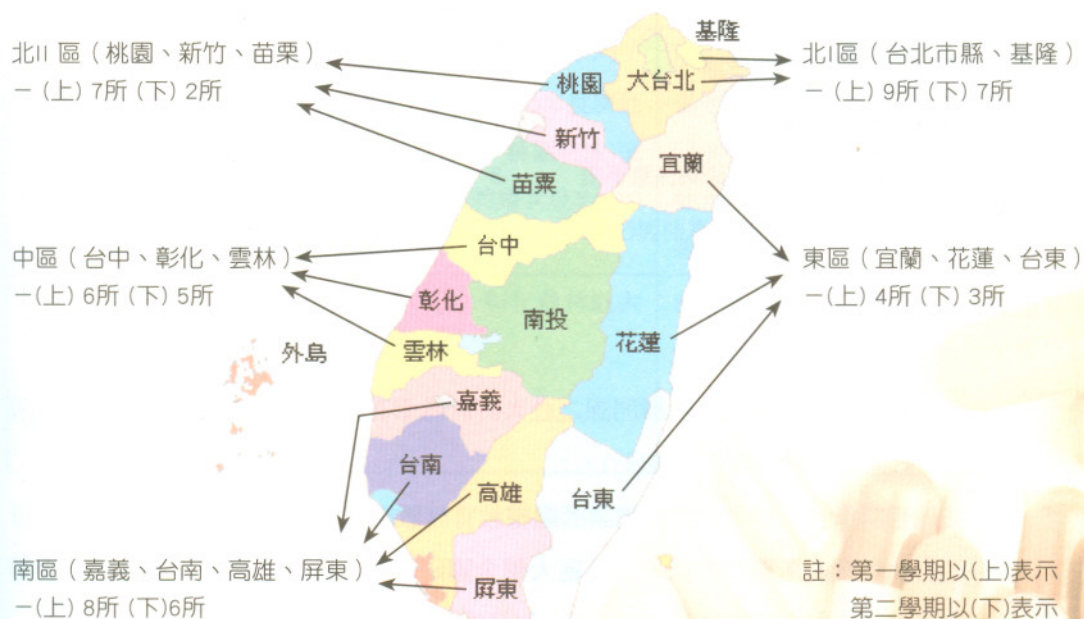 北II 區（桃園、新竹、苗栗）
－(上) 7所 (下) 2所
北I區（台北市縣、基隆）
－(上) 9所 (下) 7所
基隆
桃園
大台北
新竹
宜蘭
苗栗
台中
中區（台中、彰化、雲林）
－(上) 6所 (下) 5所
東區（宜蘭、花蓮、台東）
－(上) 4所 (下) 3所
彰化
南投
花蓮
雲林
外島
嘉義
台南
高雄
台東
南區（嘉義、台南、高雄、屏東）
－(上) 8所 (下)6所
屏東
註：第一學期以(上)表示
第二學期以(下)表示